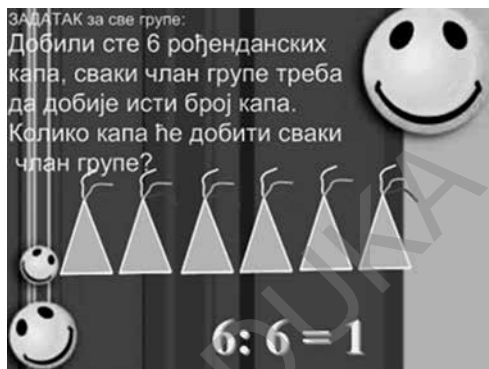 ЗАДАТАК за све групе:
Добили сте 6 рођенданских
капа, сваки члан групе треба
да добије исти број капа.
Колико капа ће добити сваки
члан групе?
6: 6 = 1